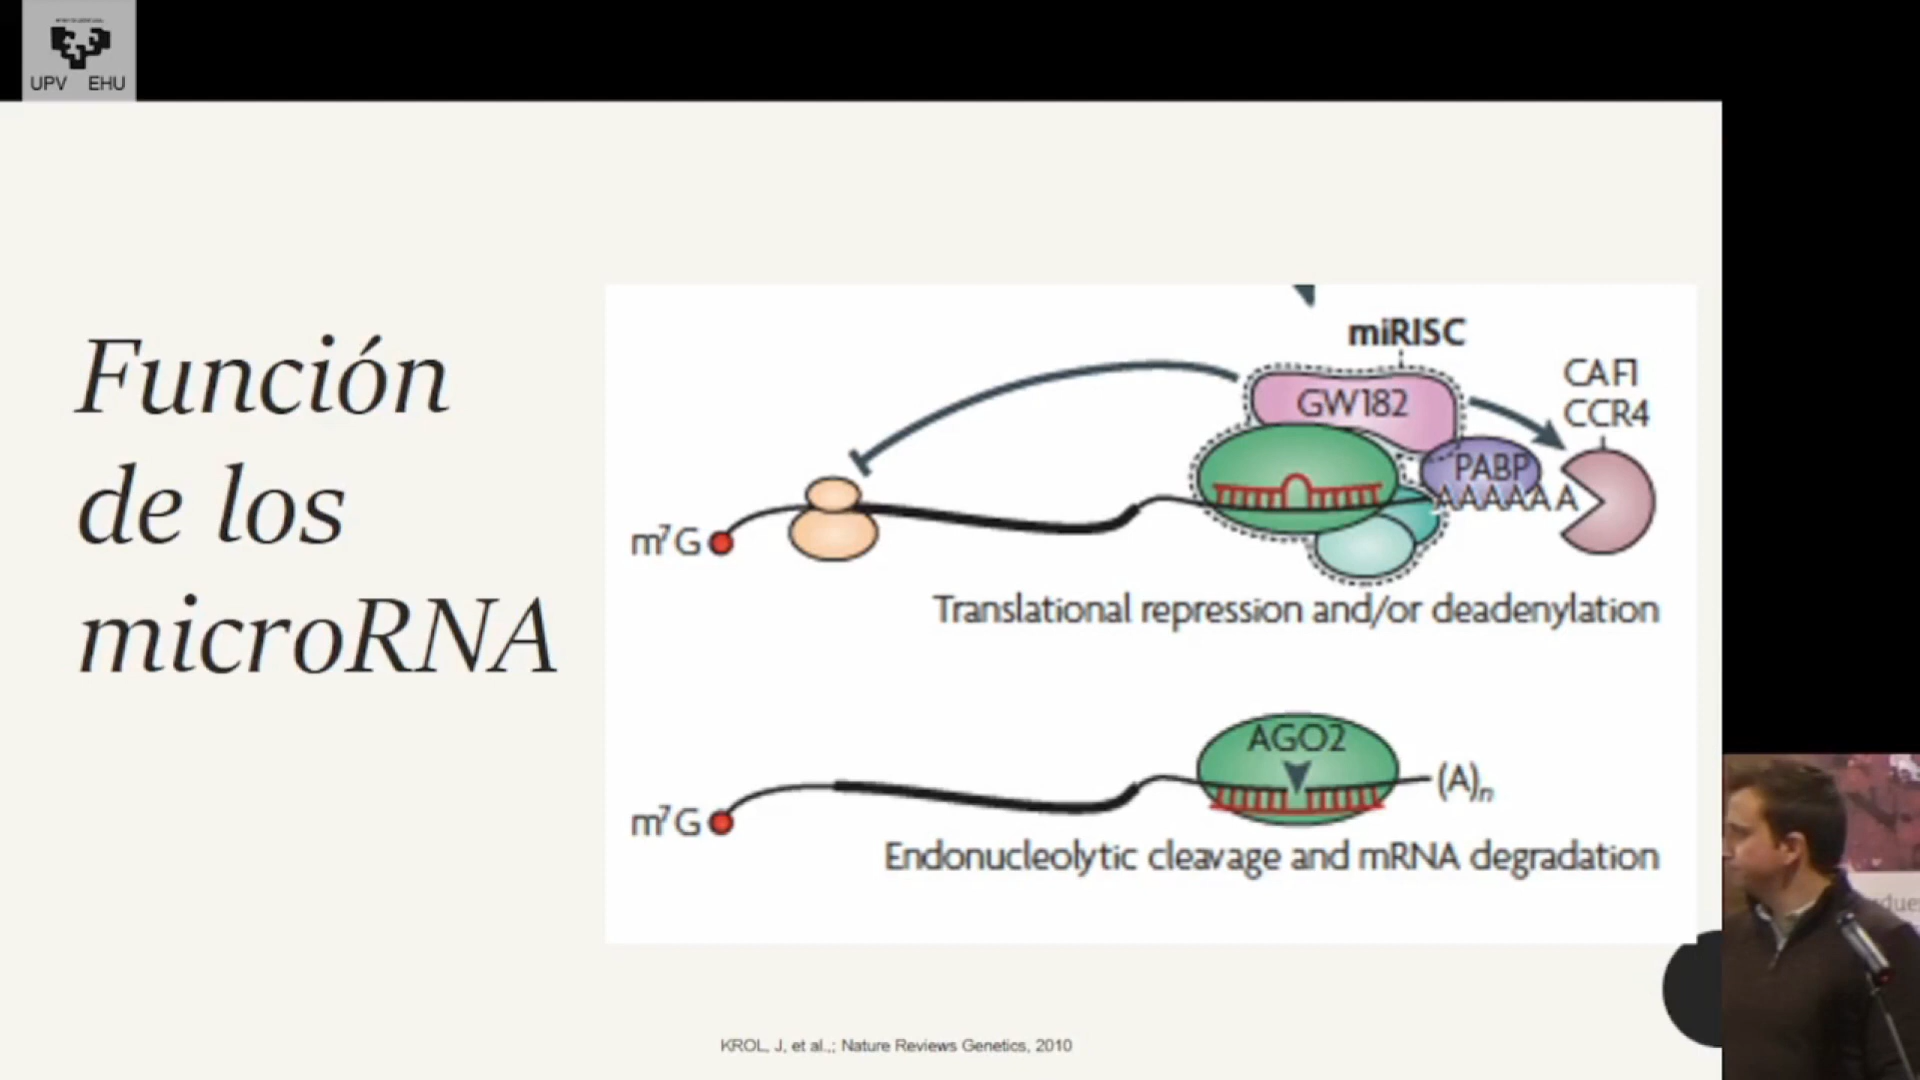 UPV EHU
Función
de los
microRNA
miRISC
GW182
CAF1
CCR4
PABP
AAAAAA
m⁷G
Translational repression and/or deadenylation
AGO2
(A)n
m⁷G
Endonucleolytic cleavage and mRNA degradation
KROL, J, et al.,; Nature Reviews Genetics, 2010